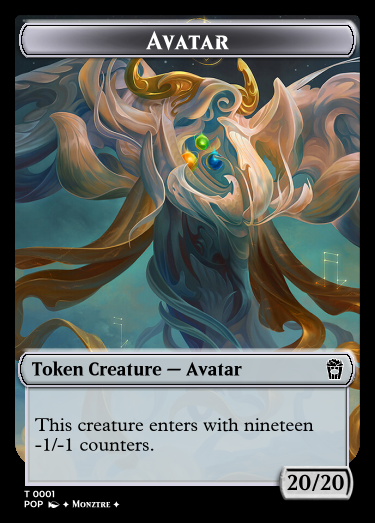 Avatar
Token Creature — Avatar
This creature enters with nineteen
-1/-1 counters.
20/20
T 0001
POP ✦ Monztre ✦